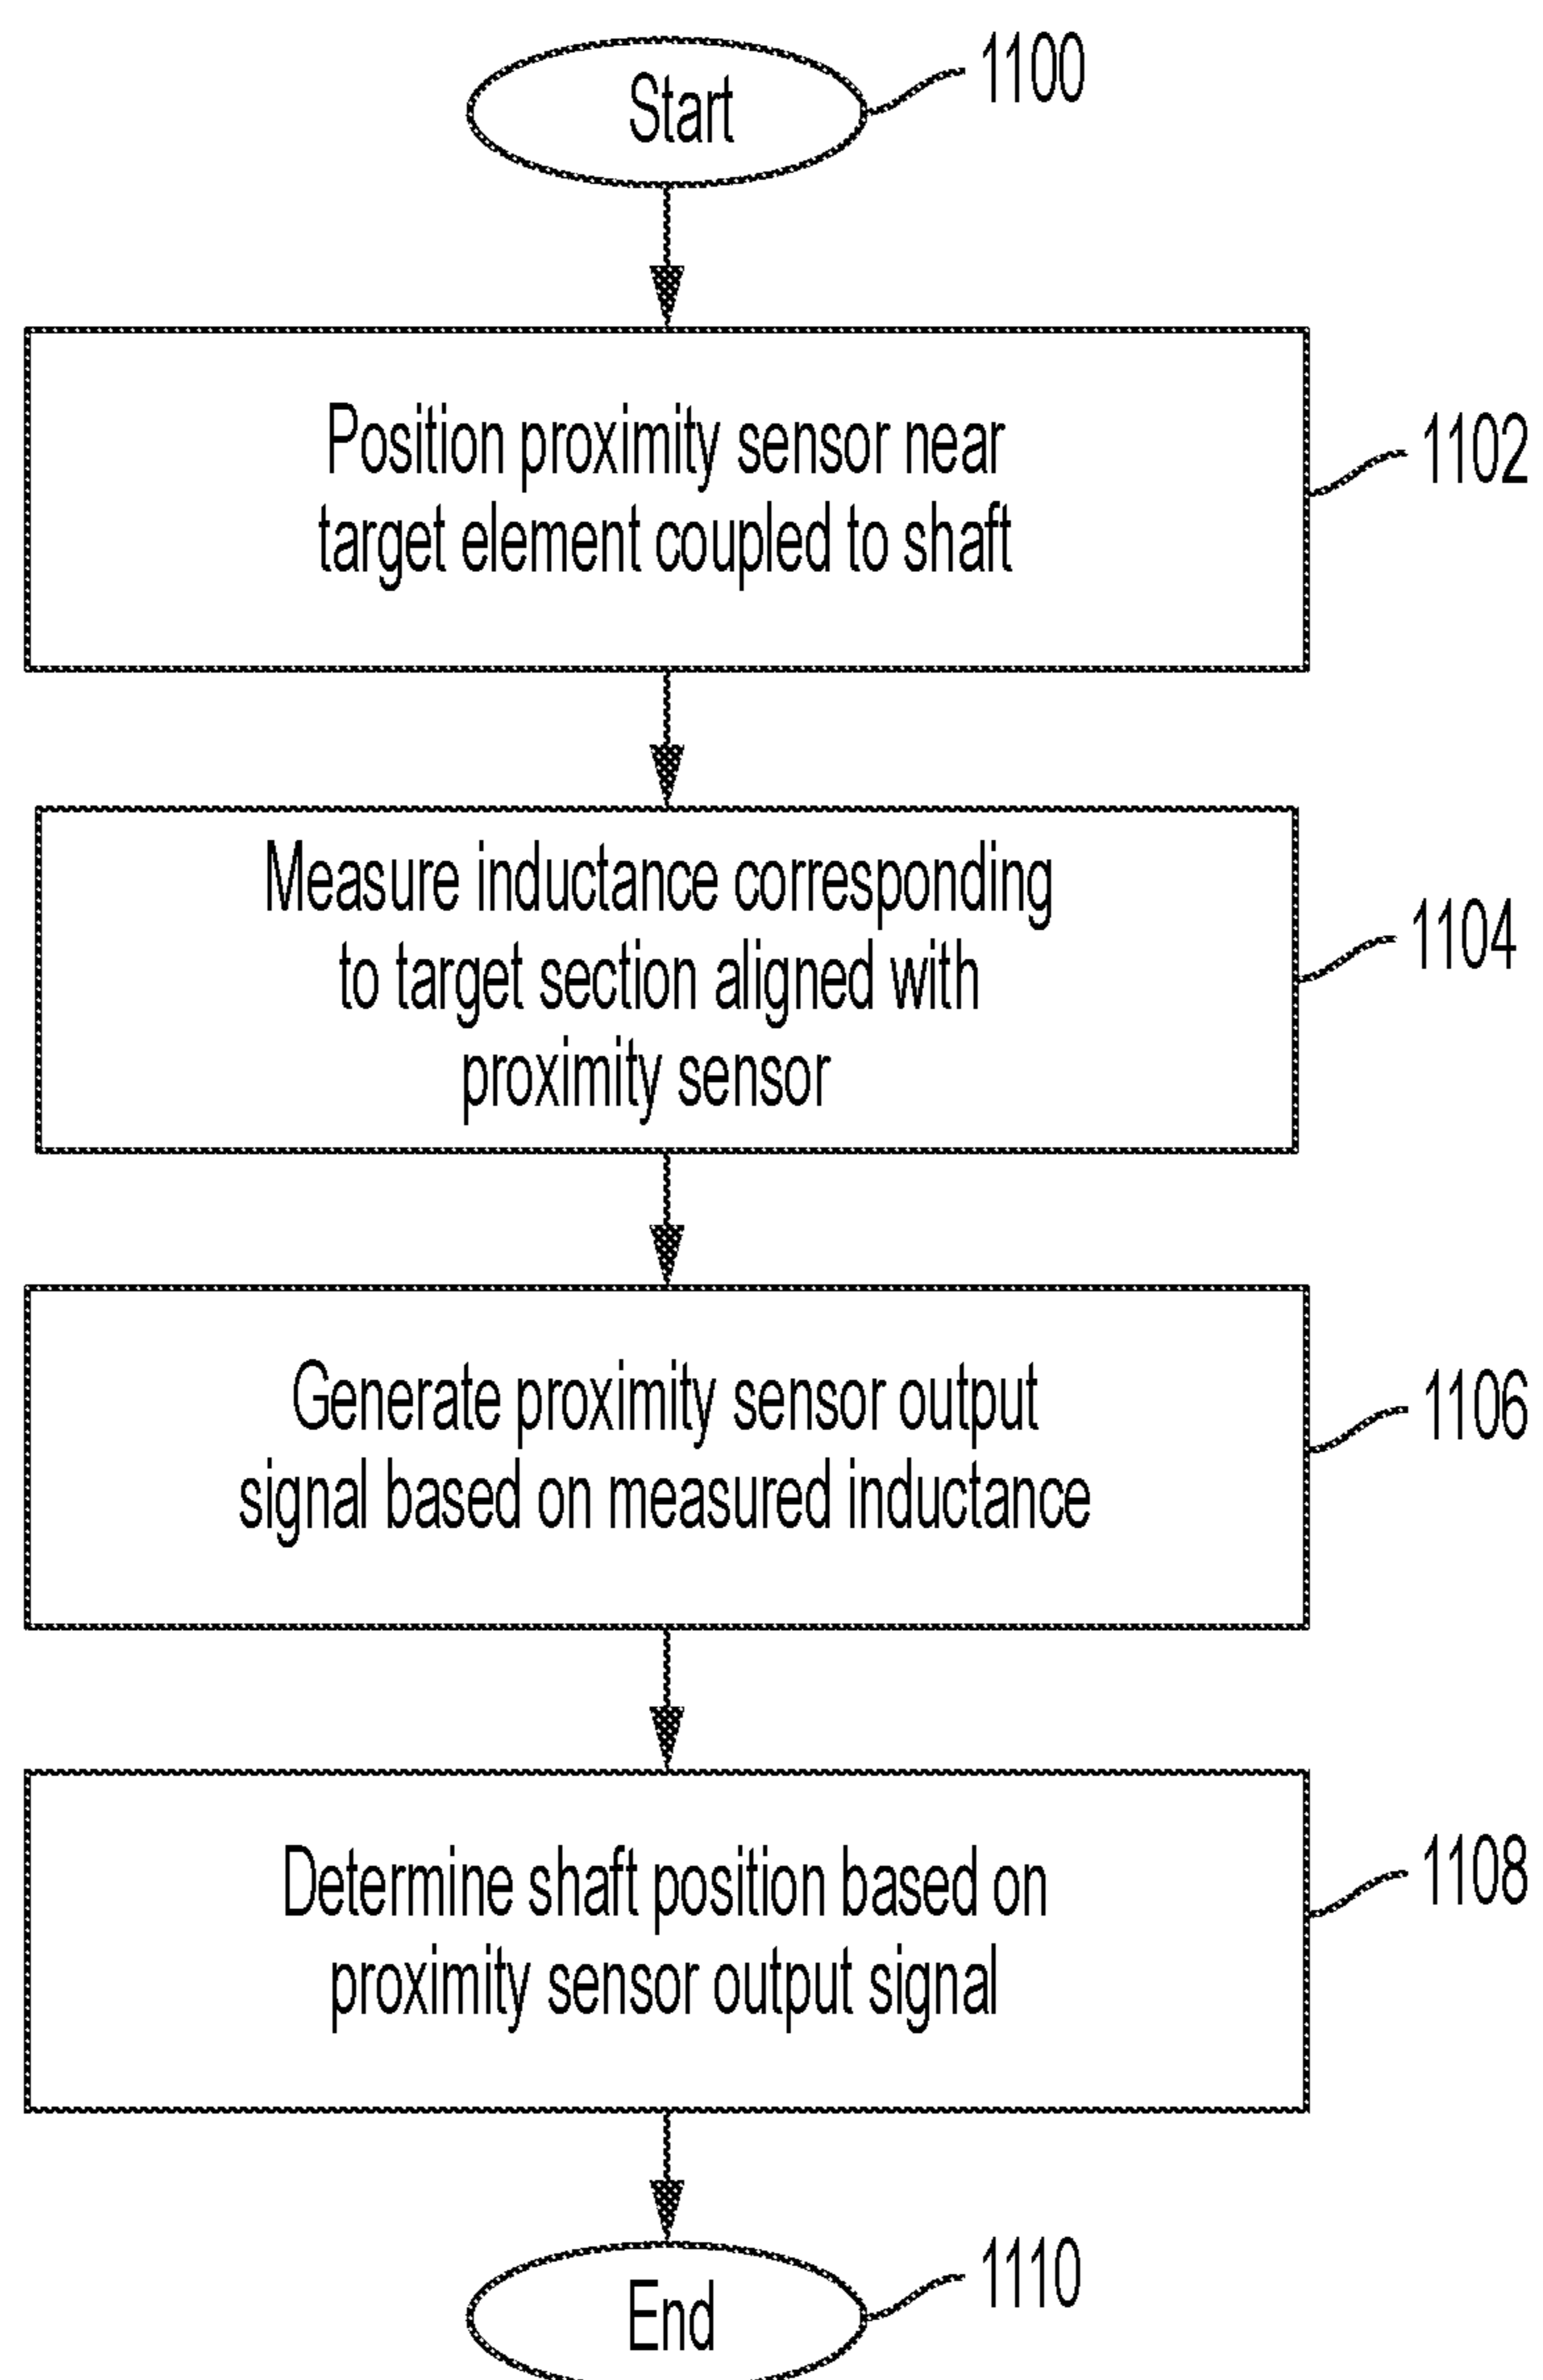 Start
1100
Position proximity sensor near
target element coupled to shaft
1102
Measure inductance corresponding
to target section aligned with
proximity sensor
1104
Generate proximity sensor output
signal based on measured inductance
1106
Determine shaft position based on
proximity sensor output signal
1108
End
1110